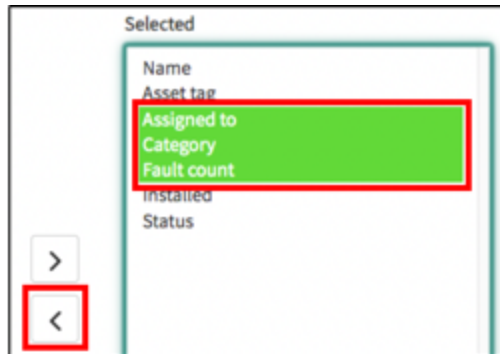 Selected
Name
Asset tag
Assigned to
Category
Fault count
Installed
Status
>
<